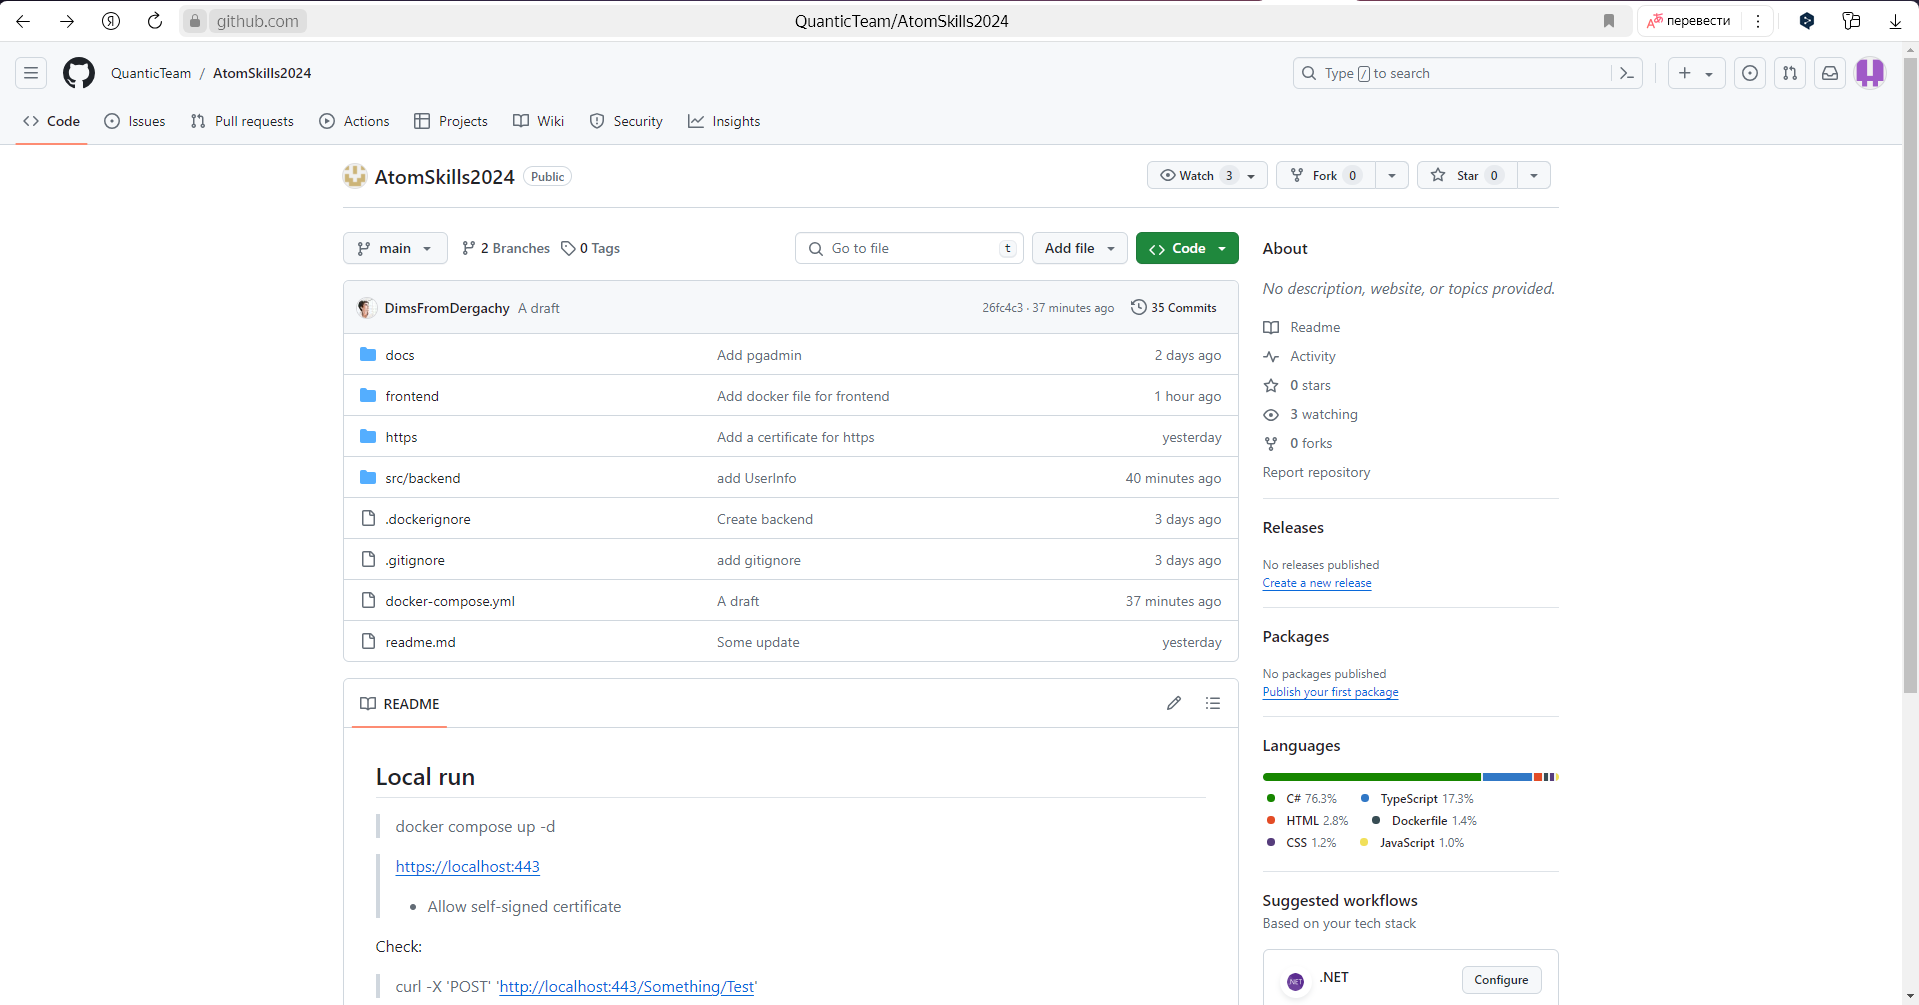 github.com QuanticTeam/AtomSkills2024 перевести
QuanticTeam / AtomSkills2024 Type / to search
Code Issues Pull requests Actions Projects Wiki Security Insights
AtomSkills2024 Public Watch 3 Fork 0 Star 0
main 2 Branches 0 Tags Go to file t Add file Code
DimsFromDergachy A draft 26fc4c3 · 37 minutes ago 35 Commits
docs Add pgadmin 2 days ago
frontend Add docker file for frontend 1 hour ago
https Add a certificate for https yesterday
src/backend add UserInfo 40 minutes ago
.dockerignore Create backend 3 days ago
.gitignore add gitignore 3 days ago
docker-compose.yml A draft 37 minutes ago
readme.md Some update yesterday
README
Local run
docker compose up -d
https://localhost:443
Allow self-signed certificate
Check:
curl -X 'POST' 'http://localhost:443/Something/Test'
About
No description, website, or topics provided.
Readme
Activity
0 stars
3 watching
0 forks
Report repository
Releases
No releases published
Create a new release
Packages
No packages published
Publish your first package
Languages
C# 76.3% TypeScript 17.3%
HTML 2.8% Dockerfile 1.4%
CSS 1.2% JavaScript 1.0%
Suggested workflows
Based on your tech stack
.NET .NET Configure